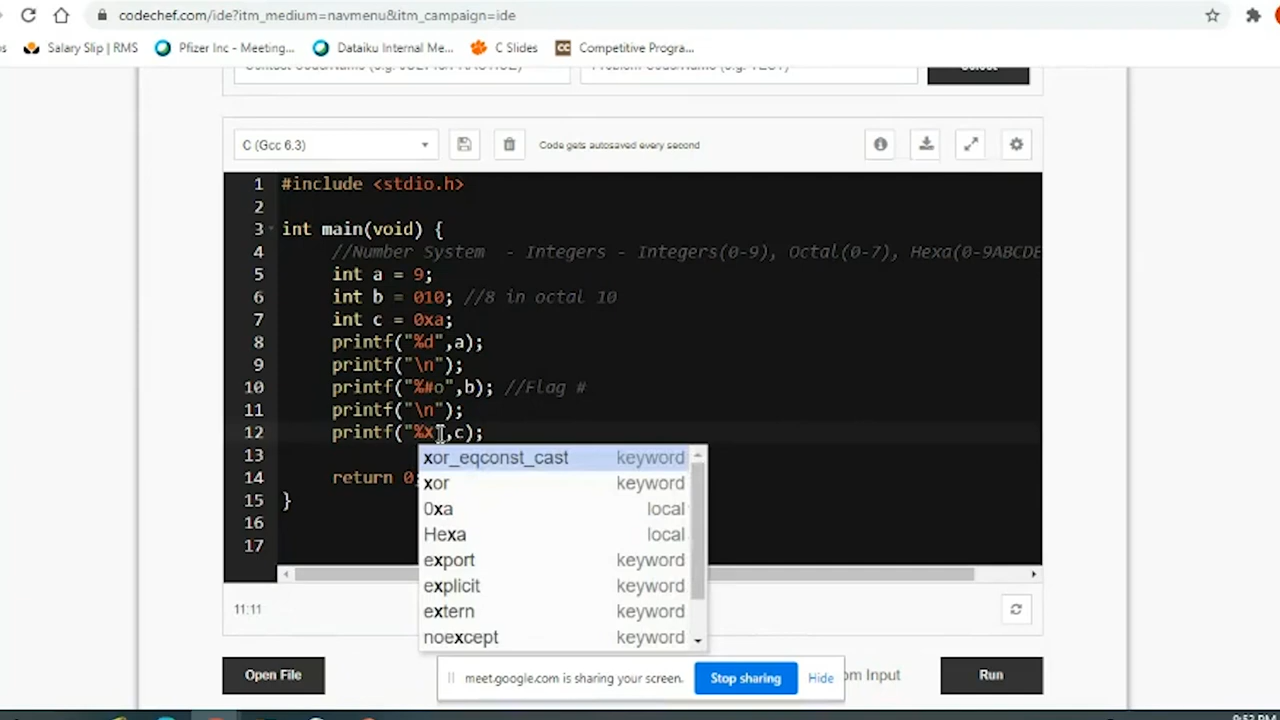 codechef.com/ide?itm_medium=navmenu&itm_campaign=ide
Salary Slip | RMS
Pfizer Inc - Meeting...
Dataiku Internal Me...
C Slides
CC
Competitive Progra...
Select
C (Gcc 6.3)
Code gets autosaved every second
1 #include <stdio.h>
2
3 int main(void) {
4 //Number System - Integers - Integers(0-9), Octal(0-7), Hexa(0-9ABCDE
5 int a = 9;
6 int b = 010; //8 in octal 10
7 int c = 0xa;
8 printf("%d",a);
9 printf("\n");
10 printf("%#o",b); //Flag #
11 printf("\n");
12 printf("%x",c);
13
14 return 0;
15 }
16
17
xor_eqconst_cast keyword
xor keyword
0xa local
Hexa local
export keyword
explicit keyword
extern keyword
noexcept keyword
11:11
Open File
meet.google.com is sharing your screen.
Stop sharing
Hide
om Input
Run